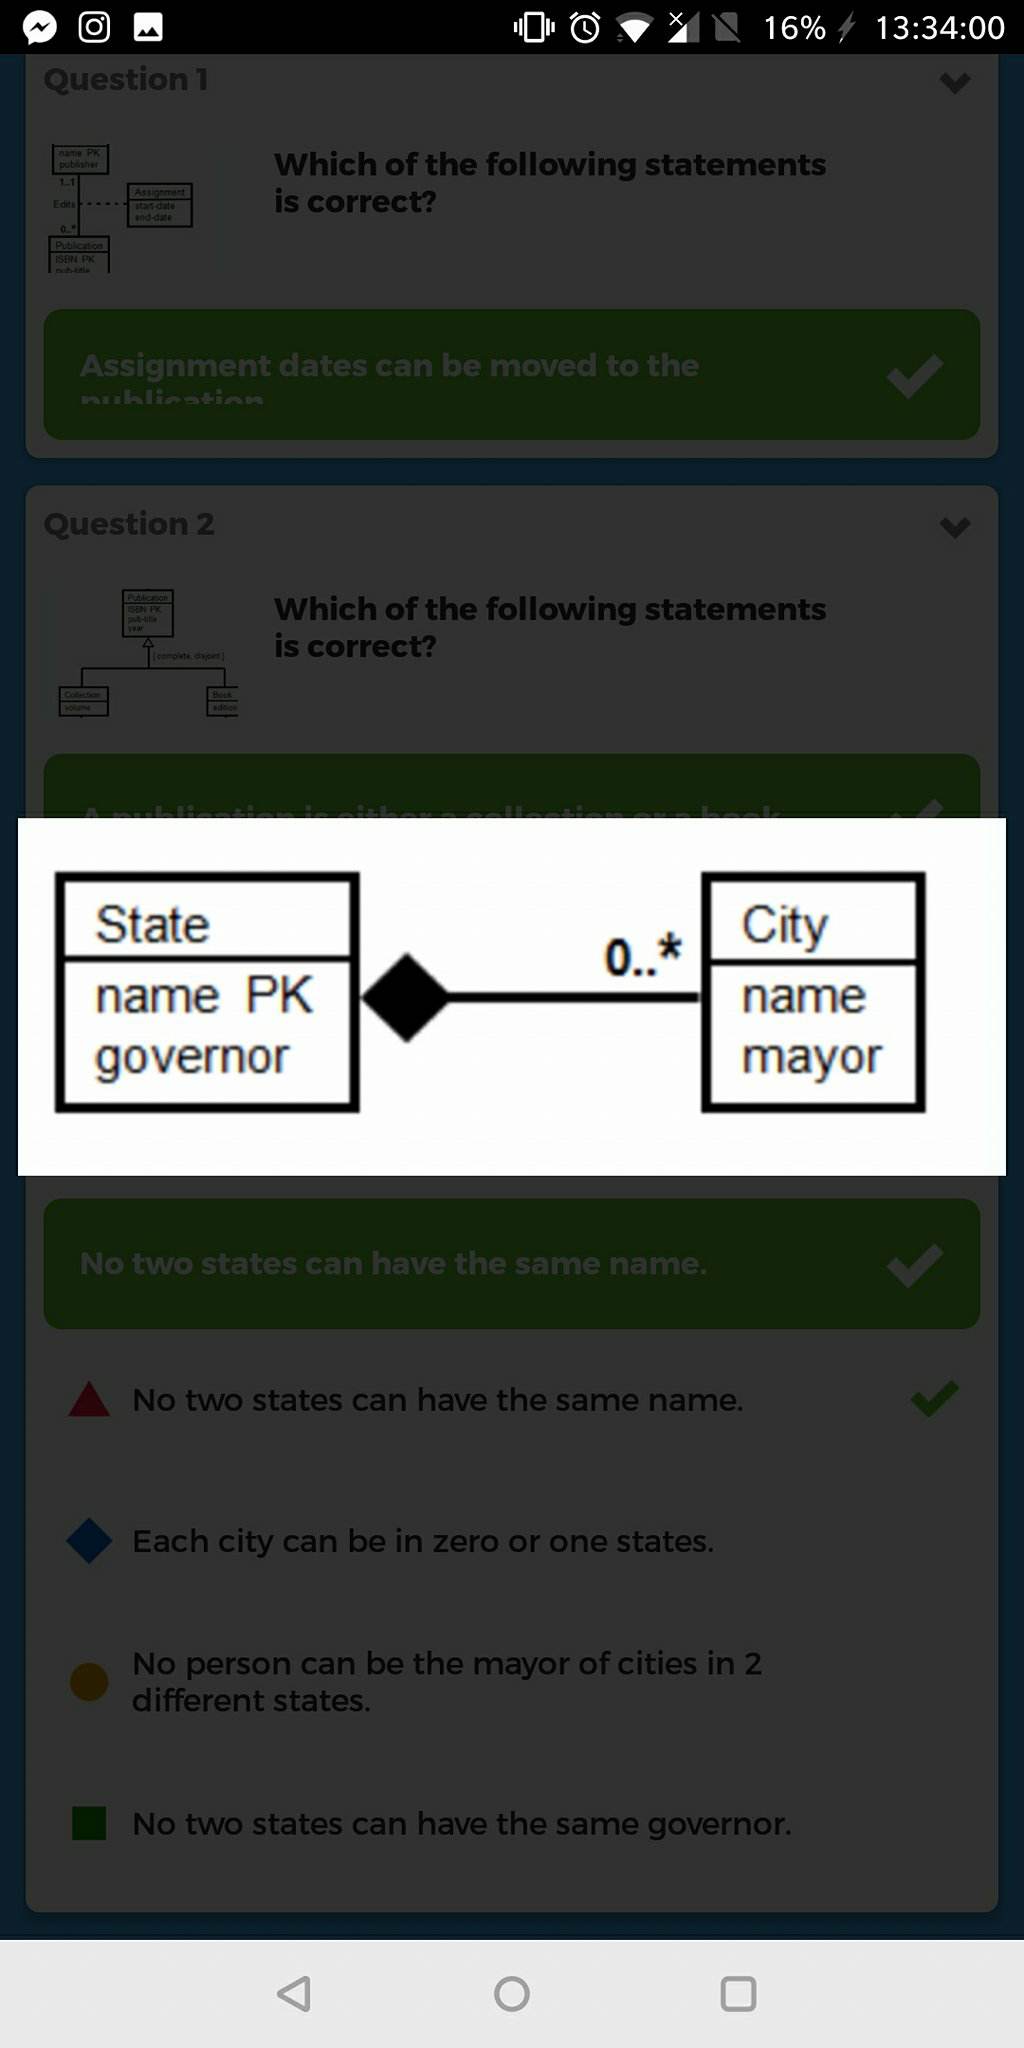 16% 13:34:00
Question 1
name PK
publisher
1..1
Edits
Assignment
start-date
end-date
0..*
Publication
ISBN PK
pub-title
Which of the following statements
is correct?
Assignment dates can be moved to the
publication
Question 2
Publication
ISBN PK
pub-title
year
{complete, disjoint}
Collection
volume
Book
edition
Which of the following statements
is correct?
A publication is either a collection or a book
State
name PK
governor
0..*
City
name
mayor
No two states can have the same name.
No two states can have the same name.
Each city can be in zero or one states.
No person can be the mayor of cities in 2
different states.
No two states can have the same governor.